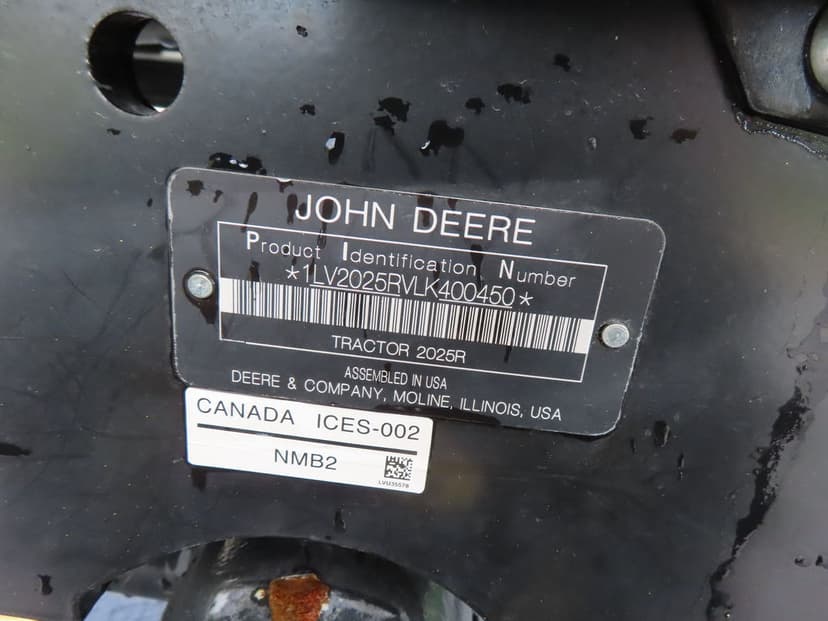 JOHN DEERE
Product Identification Number
*1LV2025RVLK400450*
TRACTOR 2025R
ASSEMBLED IN USA
DEERE & COMPANY, MOLINE, ILLINOIS, USA
CANADA ICES-002
NMB2
LVU35578